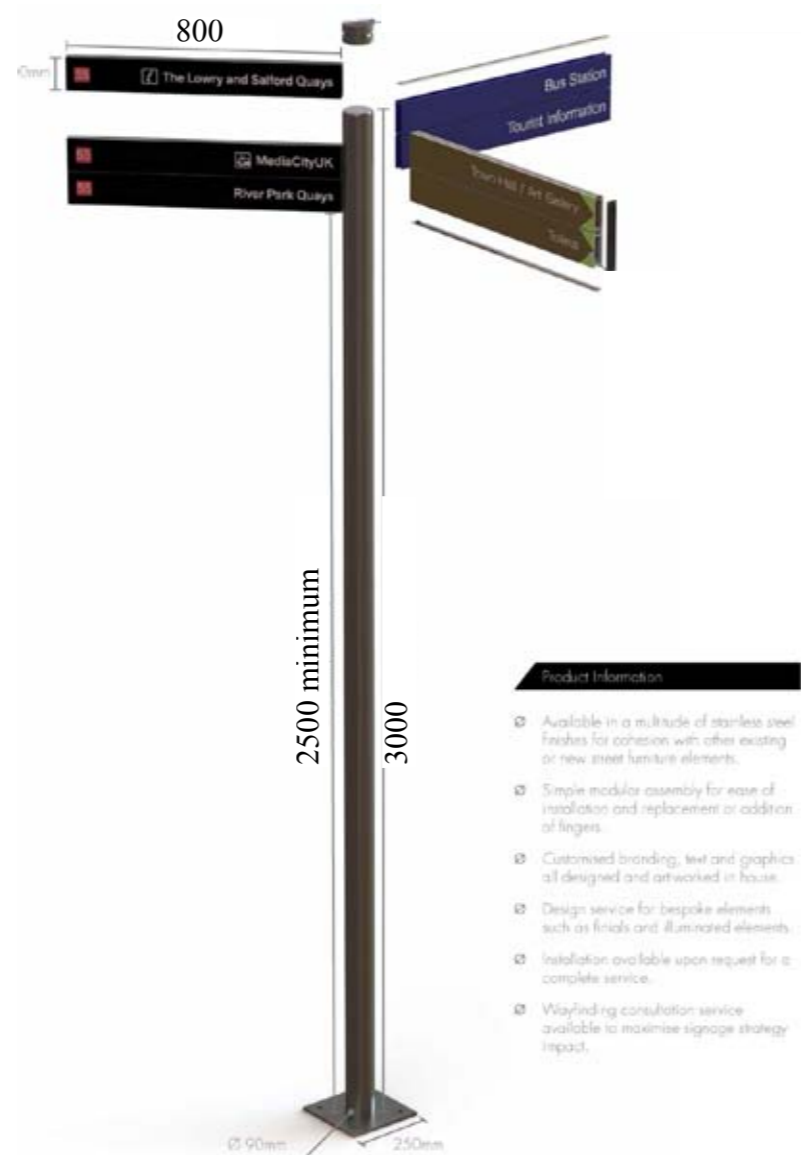 800
0mm
The Lowry and Salford Quays
MediaCityUK
River Park Quays
Bus Station
Tourist Information
Town Hall / Art Gallery
Toilets
2500 minimum
3000
Ø 90mm
250mm
Product Information
Available in a multitude of stainless steel
finishes for cohesion with other existing
or new street furniture elements.
Simple modular assembly for ease of
installation and replacement or addition
of fingers.
Customised branding, text and graphics
all designed and artworked in house.
Design service for bespoke elements
such as finials and illuminated elements.
Installation available upon request for a
complete service.
Wayfinding consultation service
available to maximise signage strategy
impact.